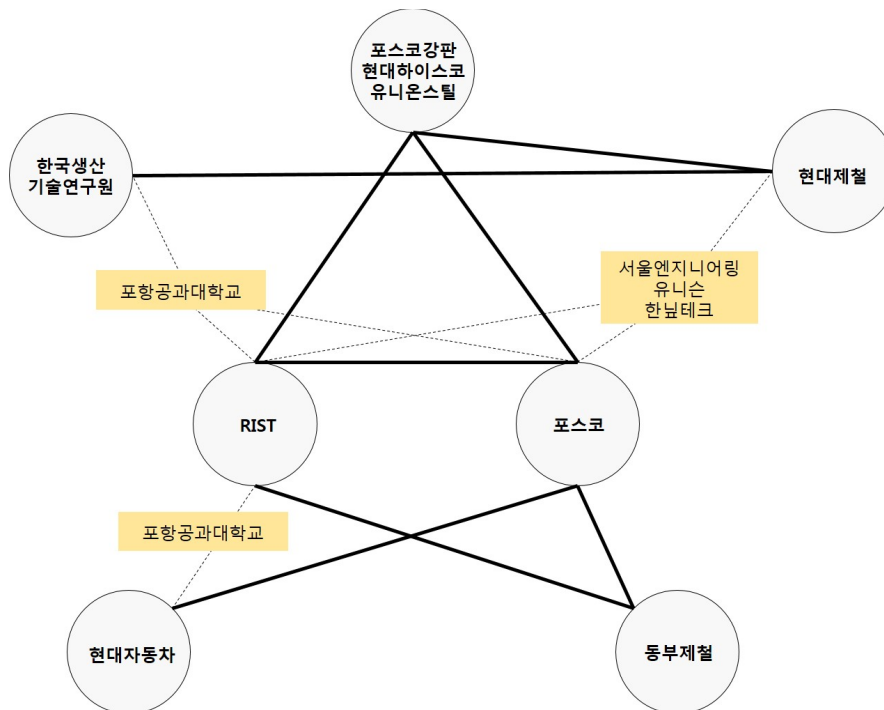 포스코강판
현대하이스코
유니온스틸
한국생산
기술연구원
현대제철
포항공과대학교
서울엔지니어링
유니슨
한닢테크
RIST
포스코
포항공과대학교
현대자동차
동부제철